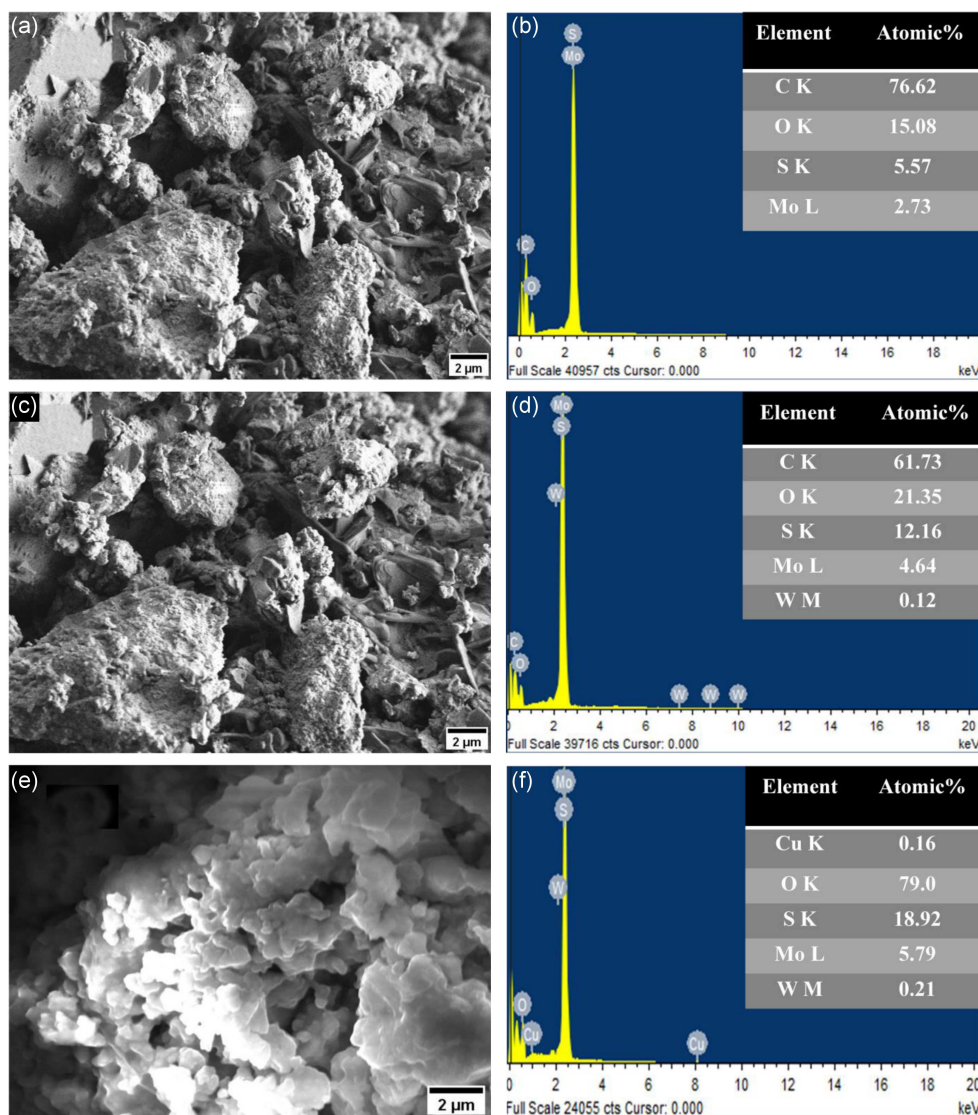 (a)
2 μm
(b)
S
Mo
C
O
Element Atomic%
C K 76.62
O K 15.08
S K 5.57
Mo L 2.73
0 2 4 6 8 10 12 14 16 18
Full Scale 40957 cts Cursor: 0.000 keV
(c)
2 μm
(d)
Mo
S
W
C
O
W W W
Element Atomic%
C K 61.73
O K 21.35
S K 12.16
Mo L 4.64
W M 0.12
0 2 4 6 8 10 12 14 16 18 20
Full Scale 39716 cts Cursor: 0.000 keV
(e)
2 μm
(f)
Mo
S
W
O
Cu
Cu
Element Atomic%
Cu K 0.16
O K 79.0
S K 18.92
Mo L 5.79
W M 0.21
0 2 4 6 8 10 12 14 16 18 20
Full Scale 24055 cts Cursor: 0.000 keV